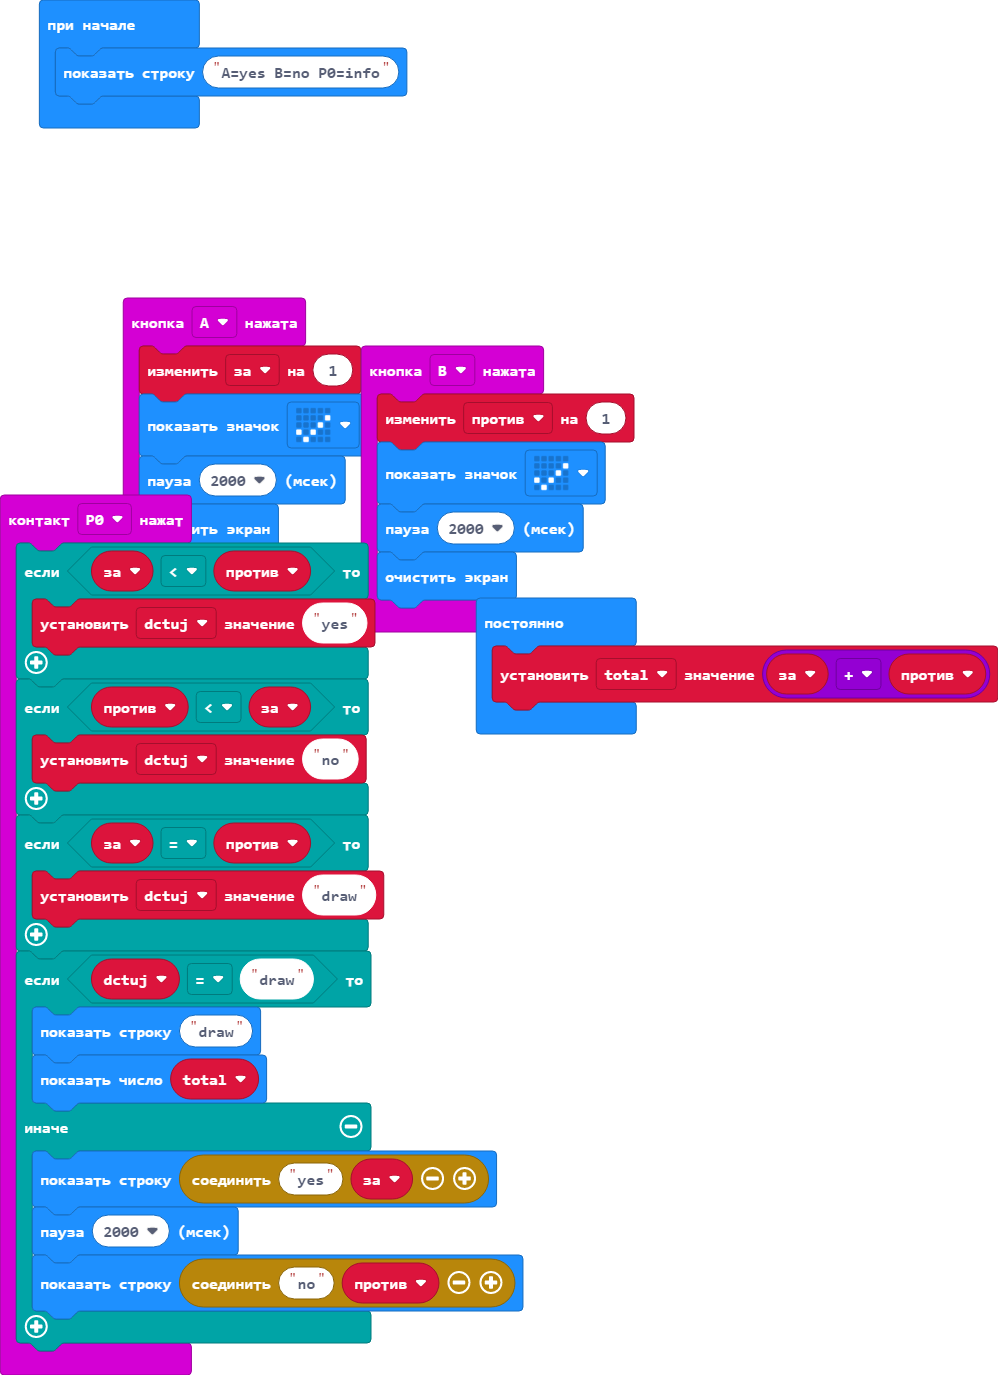 при начале
показать строку "A=yes B=no P0=info"
кнопка A нажата
изменить за на 1
показать значок
пауза 2000 (мсек)
ить экран
кнопка B нажата
изменить против на 1
показать значок
пауза 2000 (мсек)
очистить экран
контакт P0 нажат
если за < против то
установить dctuj значение "yes"
если против < за то
установить dctuj значение "no"
если за = против то
установить dctuj значение "draw"
если dctuj = "draw" то
показать строку "draw"
показать число total
иначе
показать строку соединить "yes" за
пауза 2000 (мсек)
показать строку соединить "no" против
постоянно
установить total значение за + против